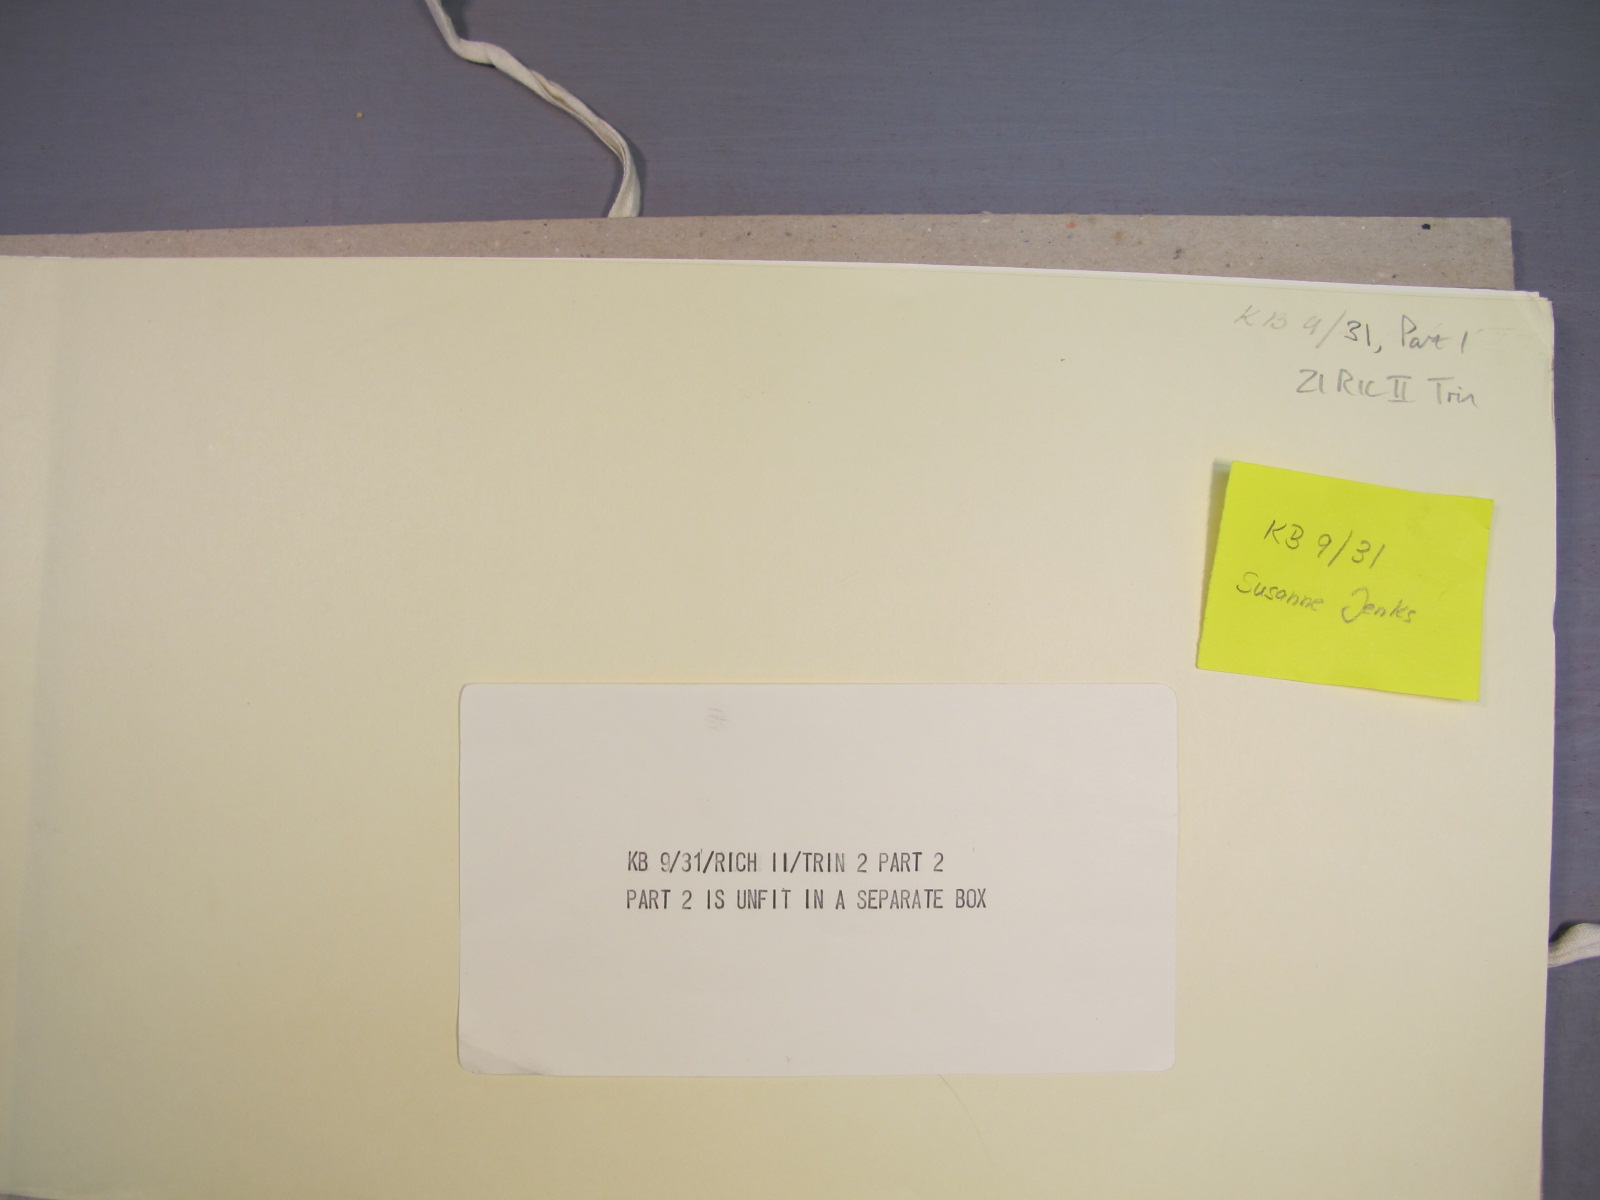 KB 9/31, Part 1
21 Ric II Trin
KB 9/31
Susanne Jenks
KB 9/31/RICH II/TRIN 2 PART 2
PART 2 IS UNFIT IN A SEPARATE BOX